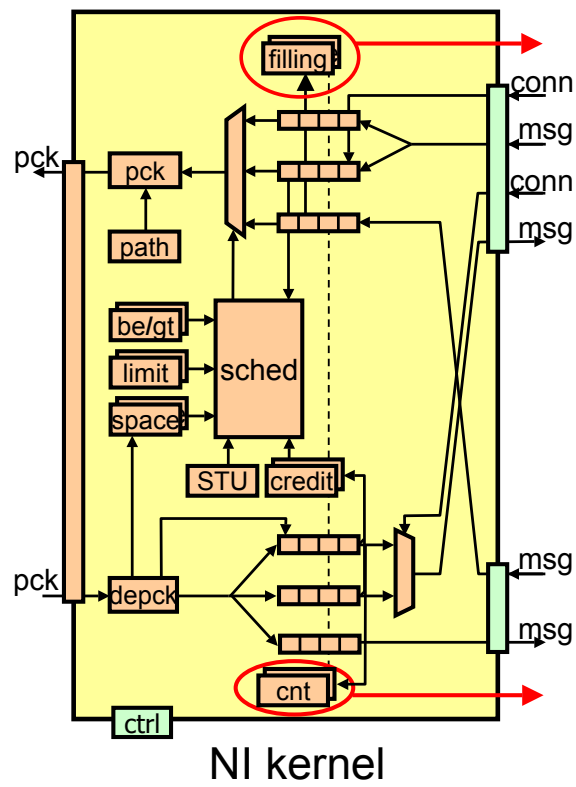 filling
conn
msg
pck
pck
conn
path
msg
be/gt
limit
sched
space
STU
credit
pck
depck
msg
msg
cnt
ctrl
NI kernel